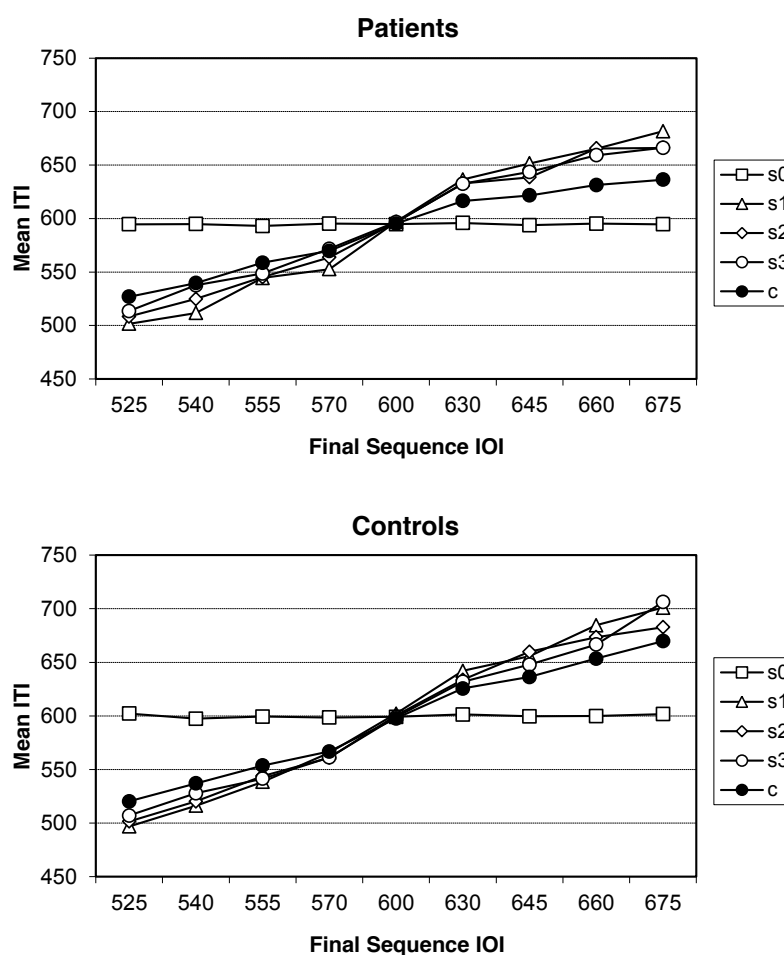 Patients
750
700
650
600
550
500
450
Mean ITI
525 540 555 570 600 630 645 660 675
Final Sequence IOI
s0
s1
s2
s3
c
Controls
750
700
650
600
550
500
450
Mean ITI
525 540 555 570 600 630 645 660 675
Final Sequence IOI
s0
s1
s2
s3
c